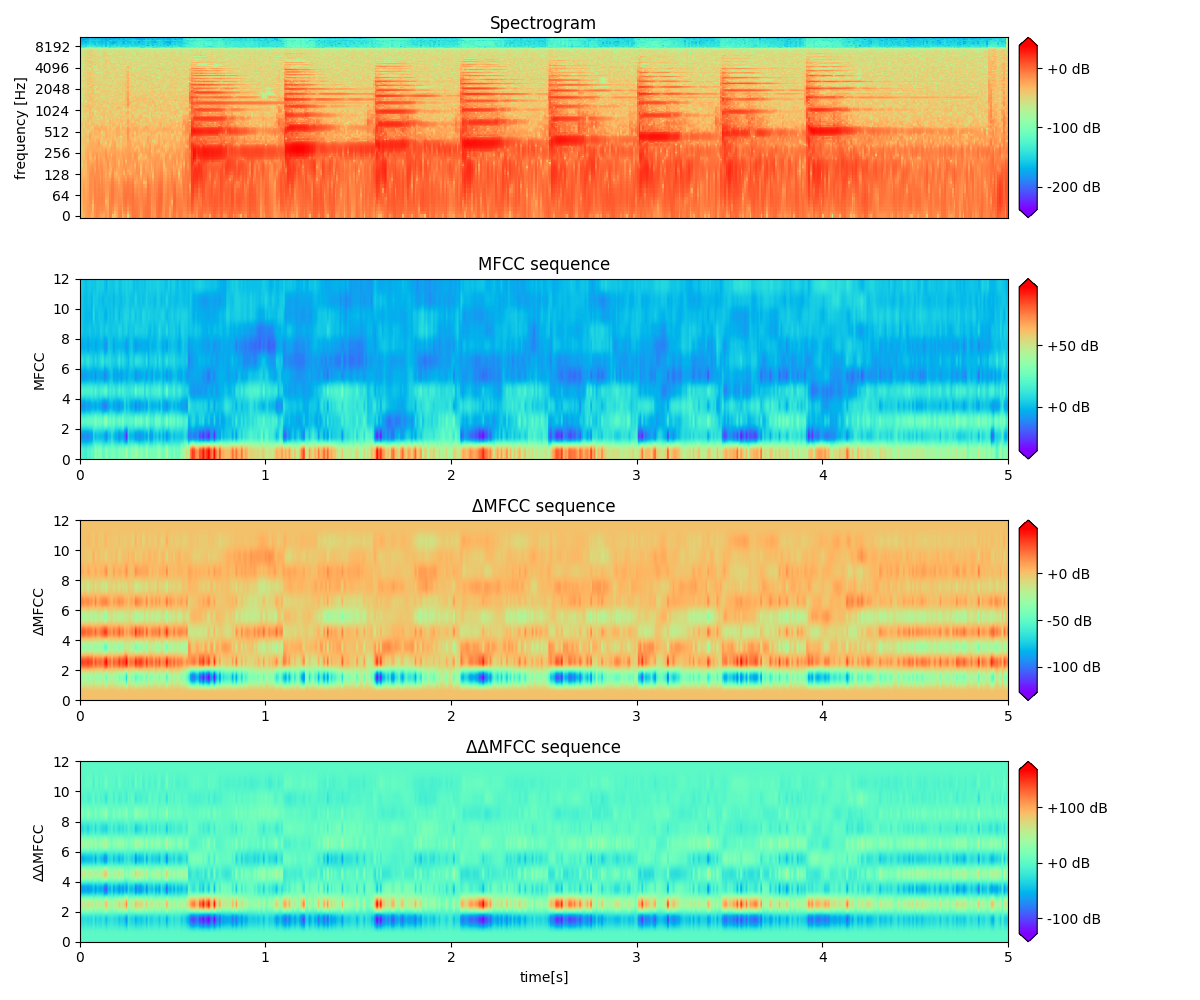 Spectrogram
frequency [Hz]
8192
4096
2048
1024
512
256
128
64
0
+0 dB
-100 dB
-200 dB
MFCC sequence
MFCC
12
10
8
6
4
2
0
0 1 2 3 4 5
+50 dB
+0 dB
ΔMFCC sequence
ΔMFCC
12
10
8
6
4
2
0
0 1 2 3 4 5
+0 dB
-50 dB
-100 dB
ΔΔMFCC sequence
ΔΔMFCC
12
10
8
6
4
2
0
0 1 2 3 4 5
time[s]
+100 dB
+0 dB
-100 dB